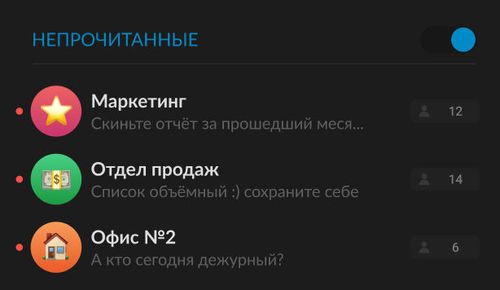 НЕПРОЧИТАННЫЕ
Маркетинг
Скиньте отчёт за прошедший меся...
12
Отдел продаж
Список объёмный :) сохраните себе
14
Офис №2
А кто сегодня дежурный?
6